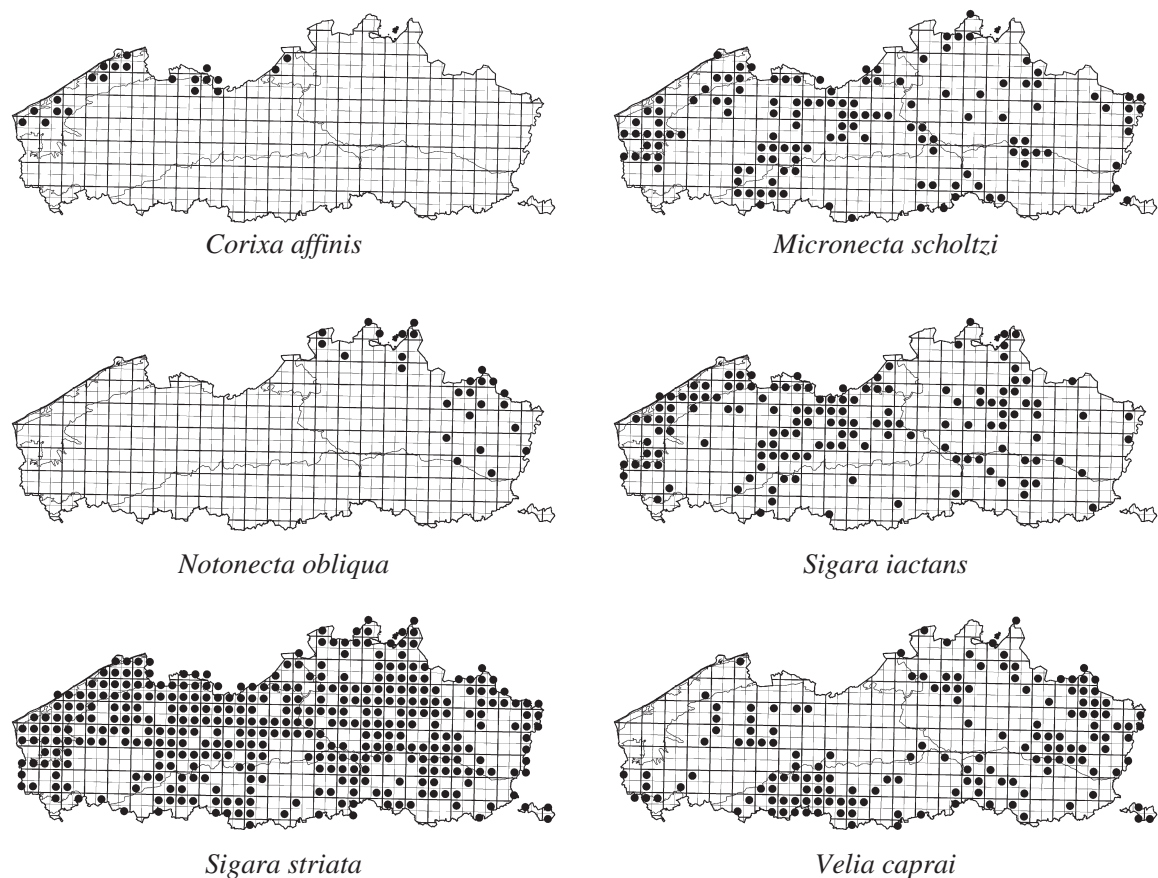 Corixa affinis
Micronecta scholtzi
Notonecta obliqua
Sigara iactans
Sigara striata
Velia caprai